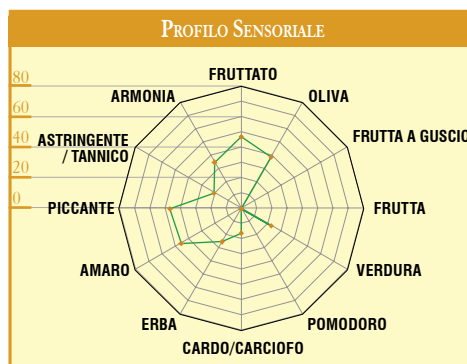 PROFILO SENSORIALE
80
60
40
20
0
FRUTTATO
OLIVA
FRUTTA A GUSCIO
FRUTTA
VERDURA
POMODORO
CARDO/CARCIOFO
ERBA
AMARO
PICCANTE
ASTRINGENTE
/ TANNICO
ARMONIA